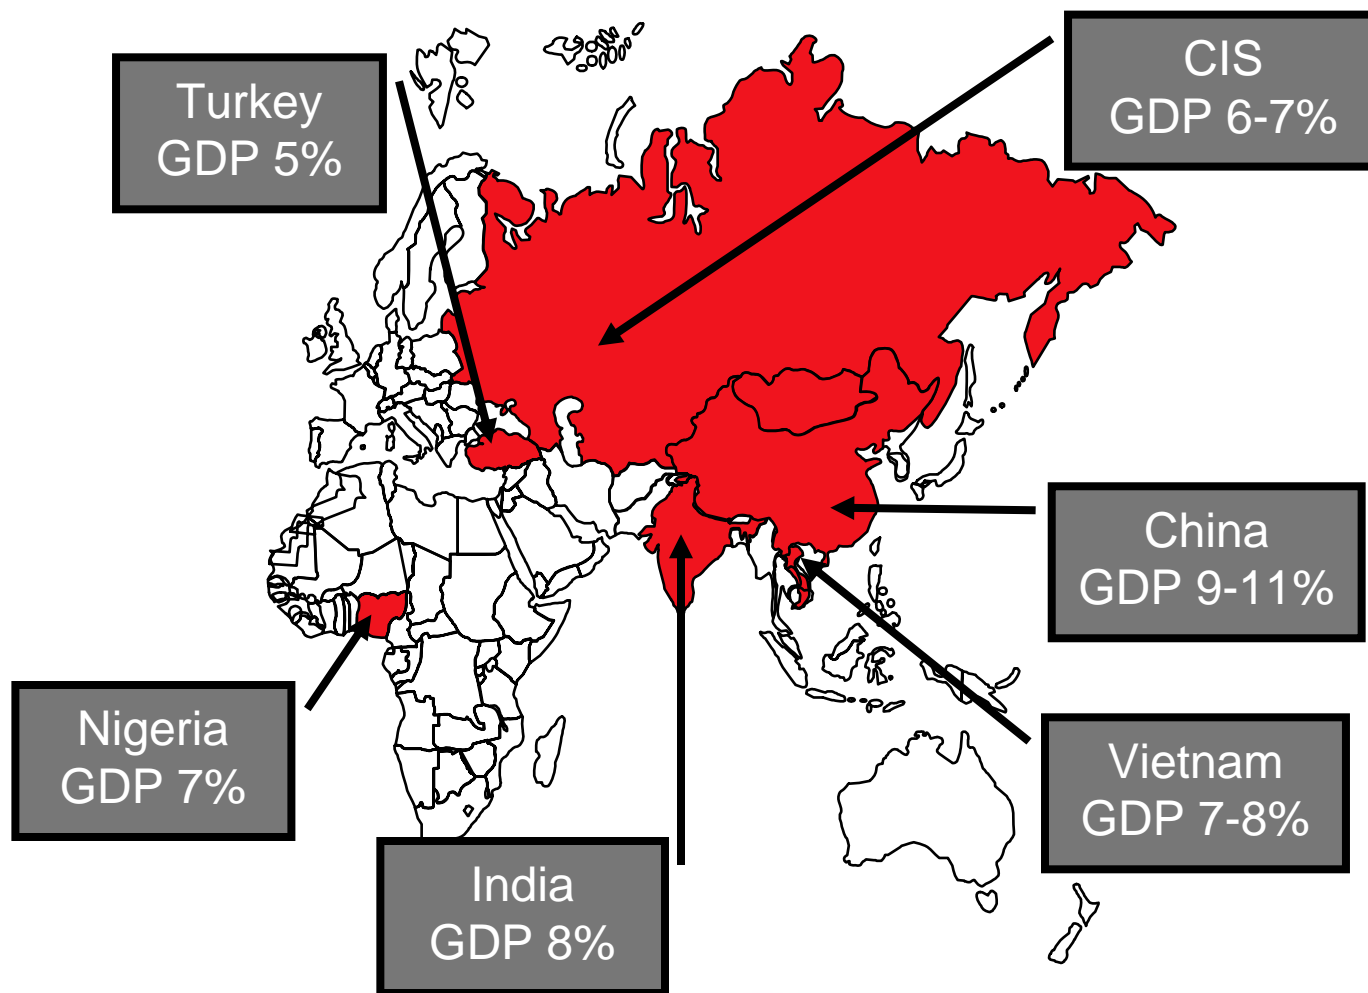 Turkey
GDP 5%
CIS
GDP 6-7%
China
GDP 9-11%
Nigeria
GDP 7%
Vietnam
GDP 7-8%
India
GDP 8%